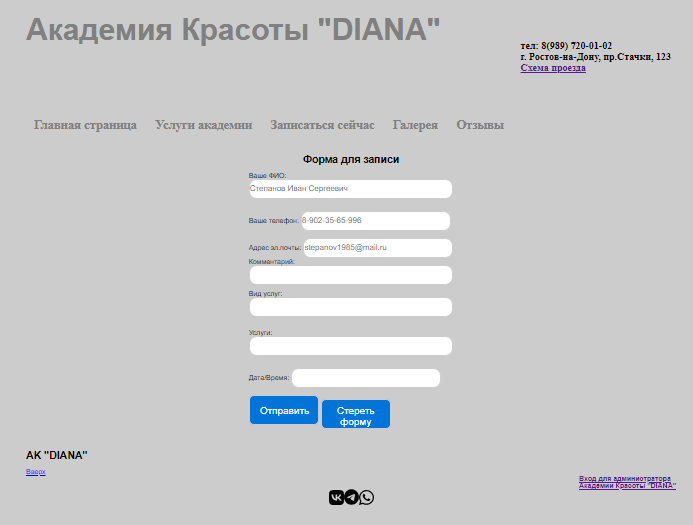 Академия Красоты "DIANA"
тел: 8(989) 720-01-02
г. Ростов-на-Дону, пр.Стачки, 123
Схема проезда
Главная страница Услуги академии Записаться сейчас Галерея Отзывы
Форма для записи
Ваше ФИО:
Степанов Иван Сергеевич
Ваше телефон: 8-902-35-65-996
Адрес эл.почты: stepanov1985@mail.ru
Комментарий:
Вид услуг:
Услуги:
Дата/Время:
Отправить
Стереть
форму
АК "DIANA"
Вверх
Вход для администратора
Академии Красоты "DIANA"